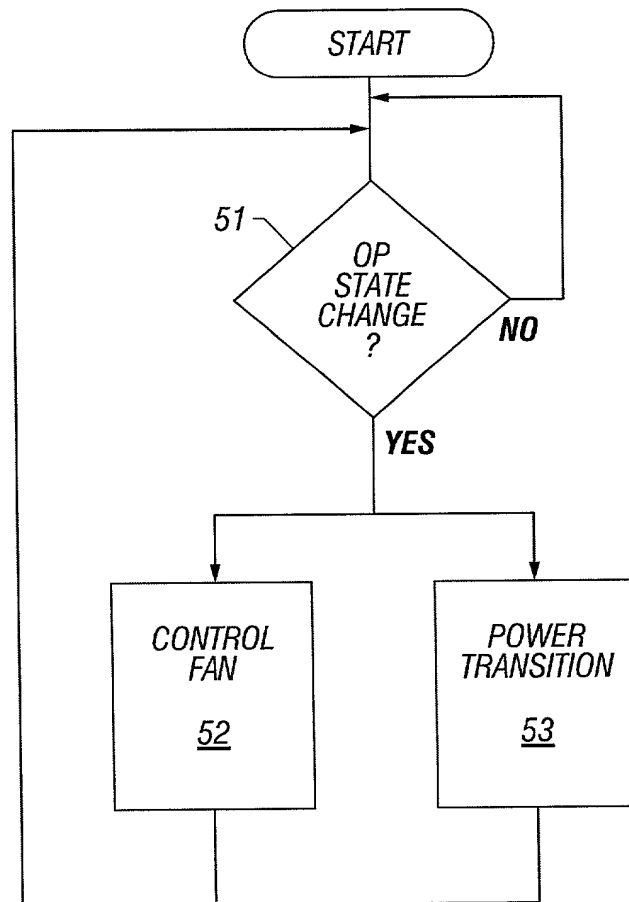 START
51
OP
STATE
CHANGE
?
NO
YES
CONTROL
FAN
52
POWER
TRANSITION
53